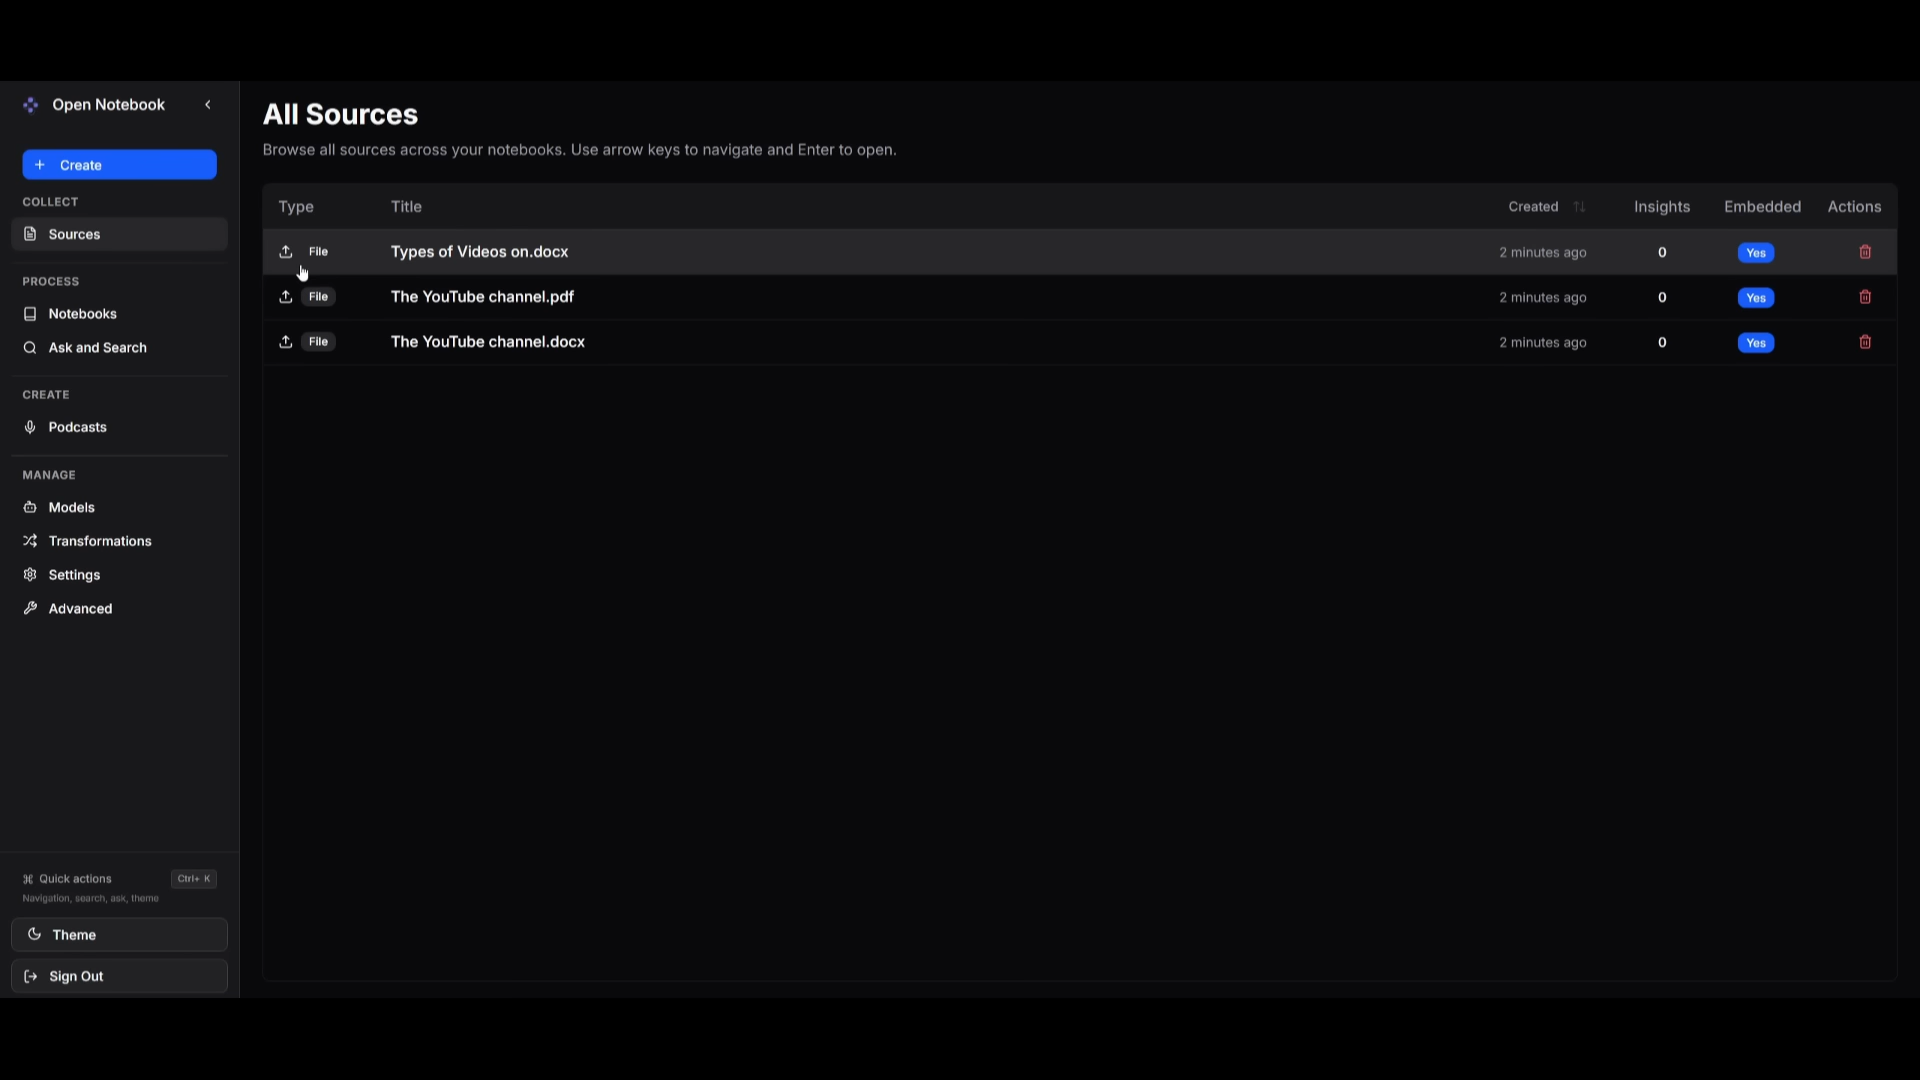 Open Notebook
Create
COLLECT
Sources
PROCESS
Notebooks
Ask and Search
CREATE
Podcasts
MANAGE
Models
Transformations
Settings
Advanced
⌘ Quick actions Ctrl+ K
Navigation, search, ask, theme
Theme
Sign Out
All Sources
Browse all sources across your notebooks. Use arrow keys to navigate and Enter to open.
Type Title Created Insights Embedded Actions
File Types of Videos on.docx 2 minutes ago 0 Yes
File The YouTube channel.pdf 2 minutes ago 0 Yes
File The YouTube channel.docx 2 minutes ago 0 Yes